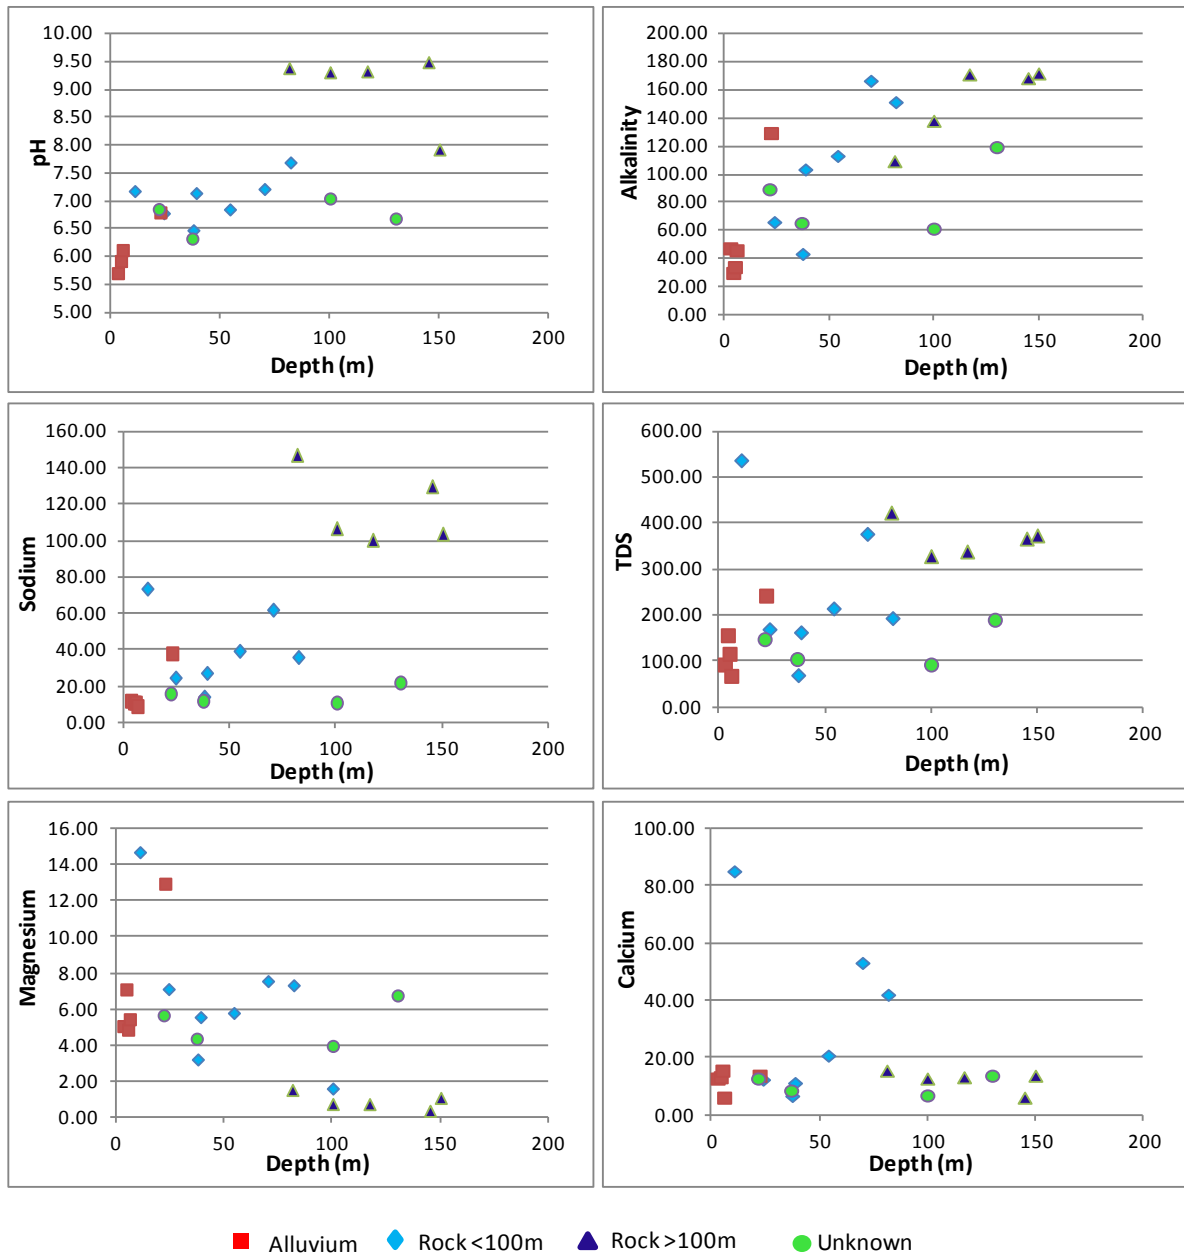 10.00
9.50
9.00
8.50
8.00
7.50
7.00
6.50
6.00
5.50
5.00
pH
0 50 100 150 200
Depth (m)
200.00
180.00
160.00
140.00
120.00
100.00
80.00
60.00
40.00
20.00
0.00
Alkalinity
0 50 100 150 200
Depth (m)
160.00
140.00
120.00
100.00
80.00
60.00
40.00
20.00
0.00
Sodium
0 50 100 150 200
Depth (m)
600.00
500.00
400.00
300.00
200.00
100.00
0.00
TDS
0 50 100 150 200
Depth (m)
16.00
14.00
12.00
10.00
8.00
6.00
4.00
2.00
0.00
Magnesium
0 50 100 150 200
Depth (m)
100.00
80.00
60.00
40.00
20.00
0.00
Calcium
0 50 100 150 200
Depth (m)
Alluvium Rock <100m Rock >100m Unknown